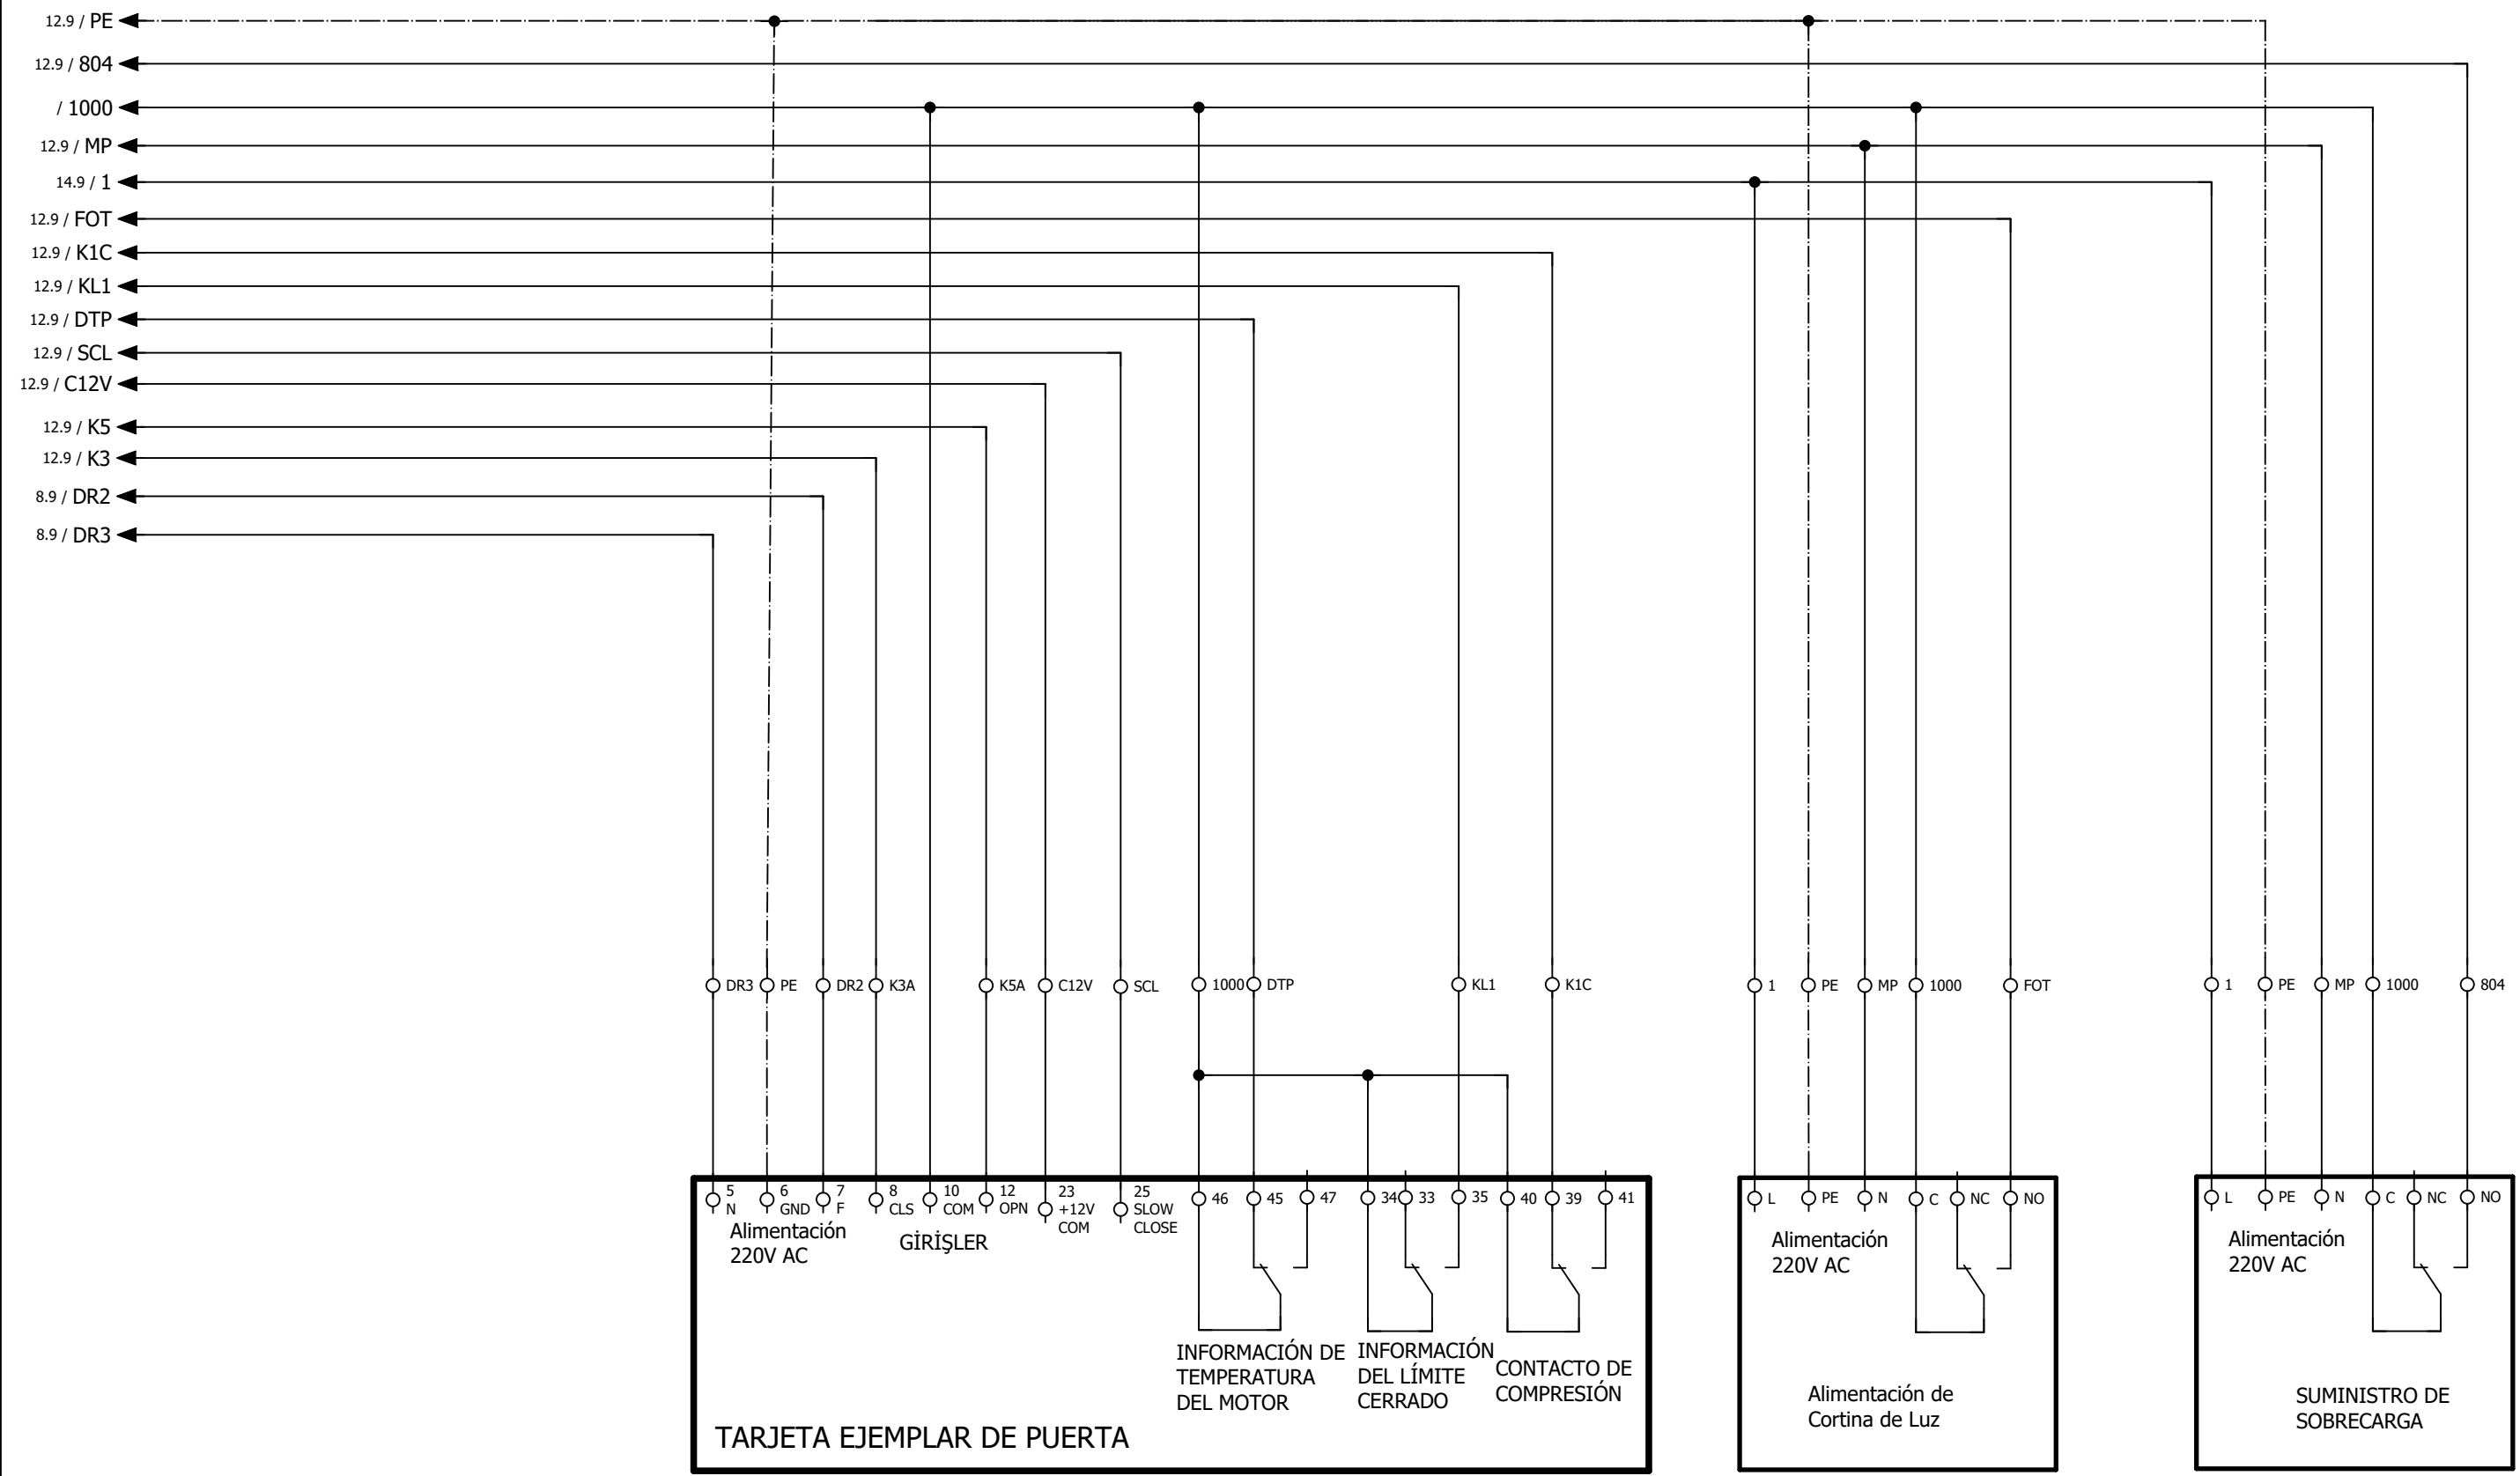 12.9 / PE
12.9 / 804
/ 1000
12.9 / MP
14.9 / 1
12.9 / FOT
12.9 / K1C
12.9 / KL1
12.9 / DTP
12.9 / SCL
12.9 / C12V
12.9 / K5
12.9 / K3
8.9 / DR2
8.9 / DR3
DR3 PE DR2 K3A K5A C12V SCL 1000 DTP KL1 K1C
1 PE MP 1000 FOT
1 PE MP 1000 804
5
N
6
GND
7
F
8
CLS
10
COM
12
OPN
23
+12V
COM
25
SLOW
CLOSE
46 45 47 34 33 35 40 39 41
Alimentación
220V AC
GİRİŞLER
INFORMACIÓN DE
TEMPERATURA
DEL MOTOR
INFORMACIÓN
DEL LÍMITE
CERRADO
CONTACTO DE
COMPRESIÓN
TARJETA EJEMPLAR DE PUERTA
L PE N C NC NO
Alimentación
220V AC
Alimentación de
Cortina de Luz
L PE N C NC NO
Alimentación
220V AC
SUMINISTRO DE
SOBRECARGA